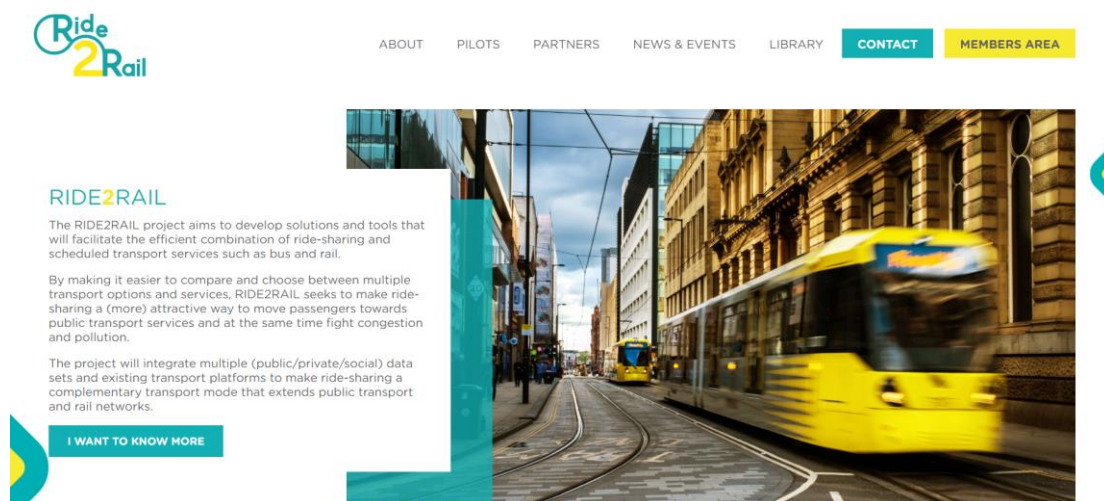 Ride
2Rail
ABOUT PILOTS PARTNERS NEWS & EVENTS LIBRARY CONTACT MEMBERS AREA
RIDE2RAIL
The RIDE2RAIL project aims to develop solutions and tools that
will facilitate the efficient combination of ride-sharing and
scheduled transport services such as bus and rail.
By making it easier to compare and choose between multiple
transport options and services, RIDE2RAIL seeks to make ride-
sharing a (more) attractive way to move passengers towards
public transport services and at the same time fight congestion
and pollution.
The project will integrate multiple (public/private/social) data
sets and existing transport platforms to make ride-sharing a
complementary transport mode that extends public transport
and rail networks.
I WANT TO KNOW MORE